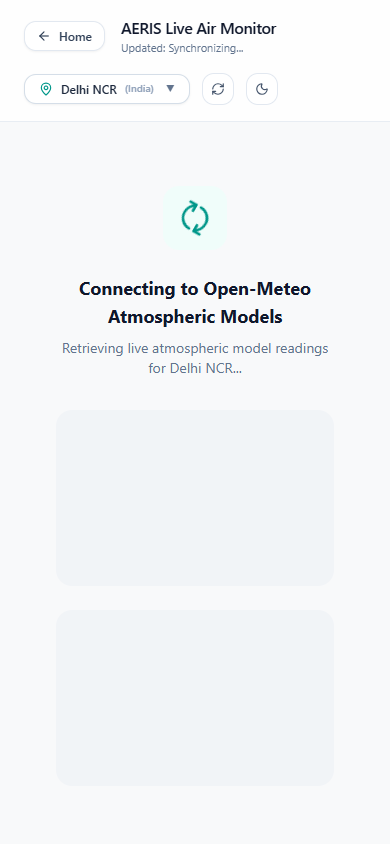 Home
AERIS Live Air Monitor
Updated: Synchronizing...
Delhi NCR (India) ▼
Connecting to Open-Meteo
Atmospheric Models
Retrieving live atmospheric model readings
for Delhi NCR...